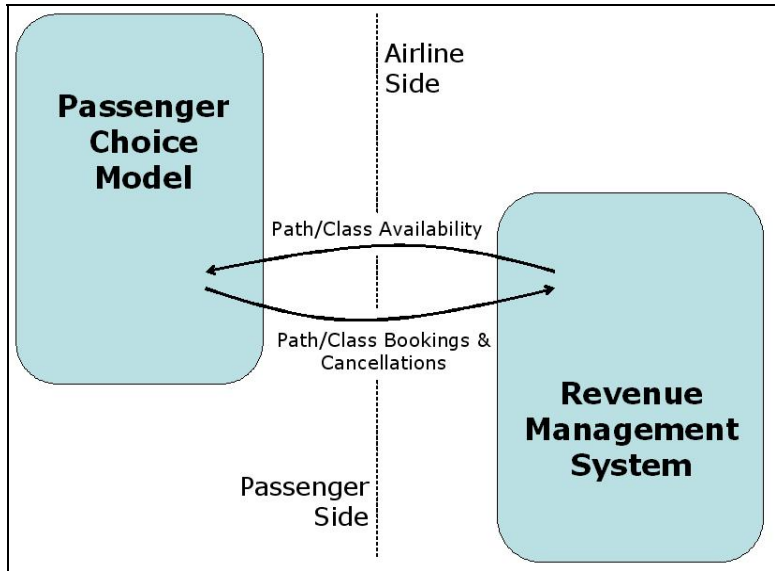 Passenger
Choice
Model
Airline
Side
Path/Class Availability
Path/Class Bookings &
Cancellations
Revenue
Management
System
Passenger
Side